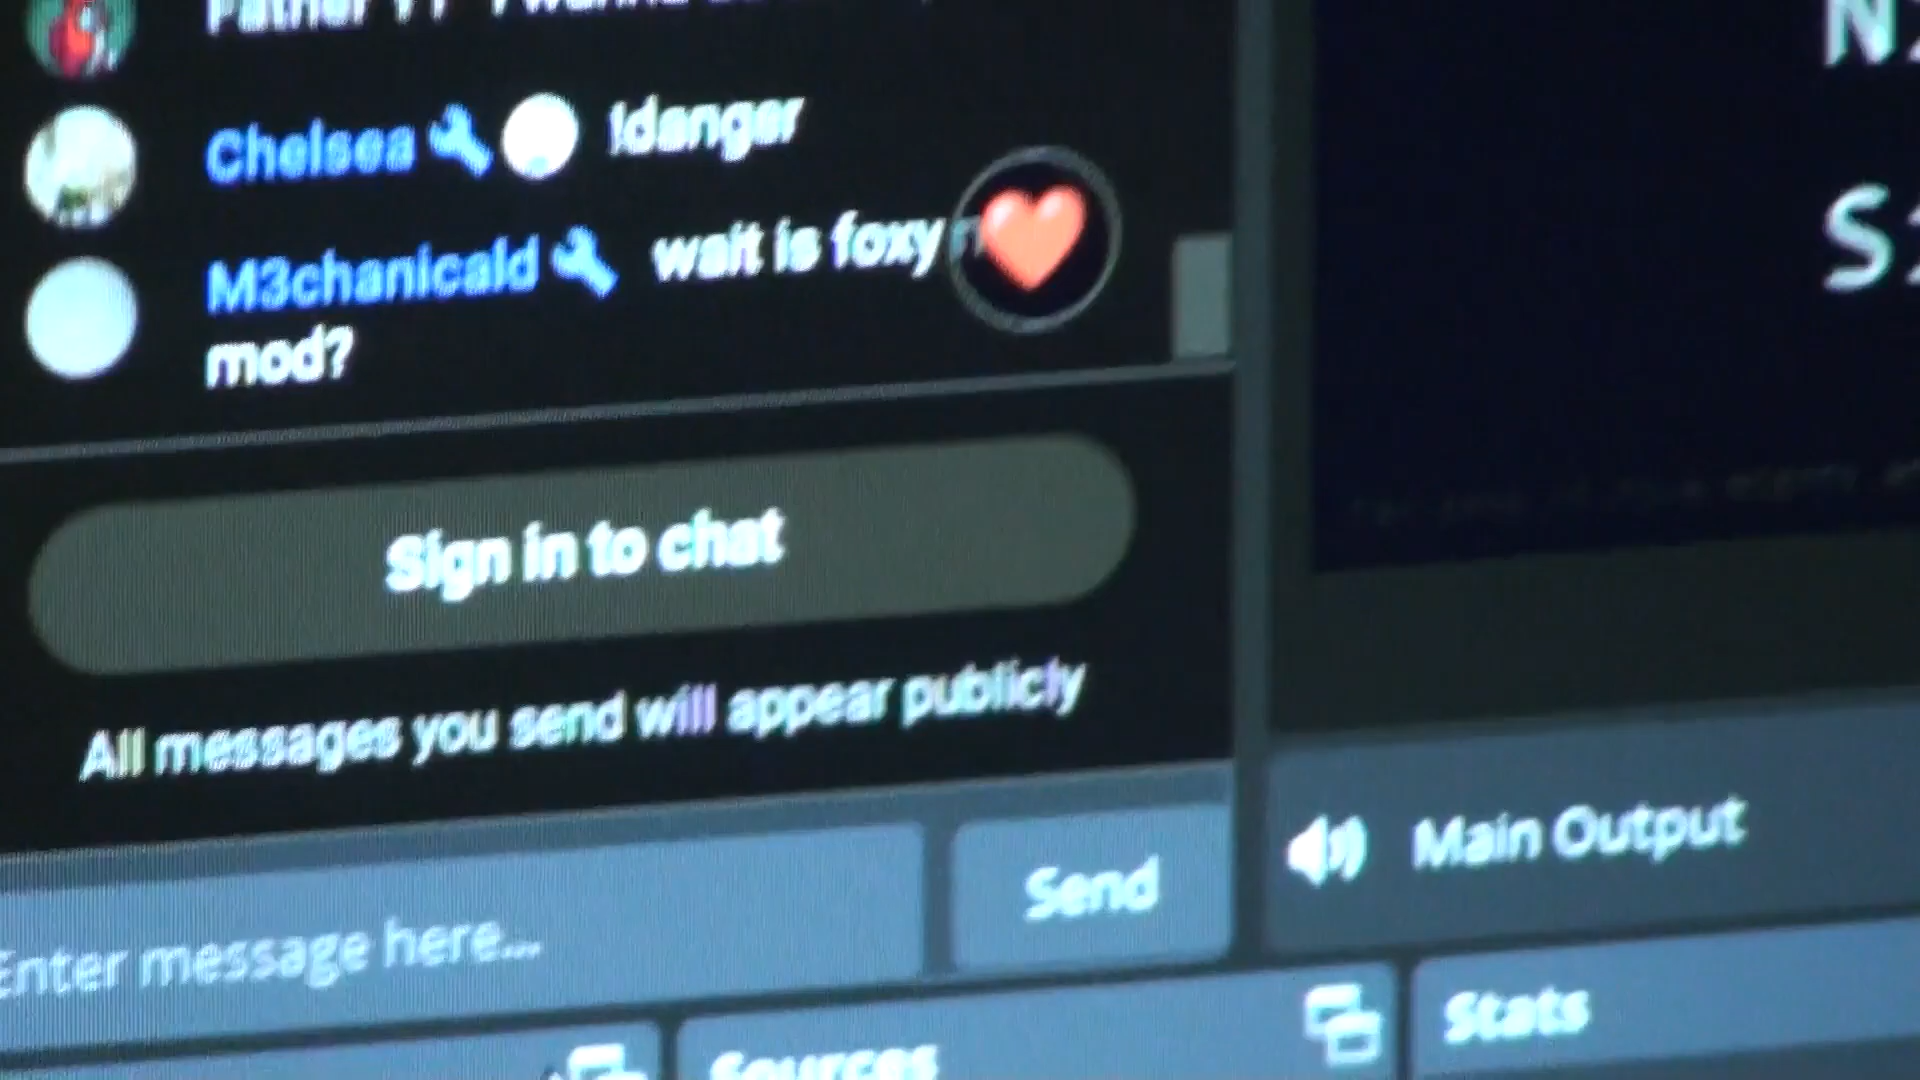 Father
Chelsea !danger
M3chanicald wait is foxy
mod?
Sign in to chat
All messages you send will appear publicly
Enter message here...
Send
Main Output
Sources
Stats